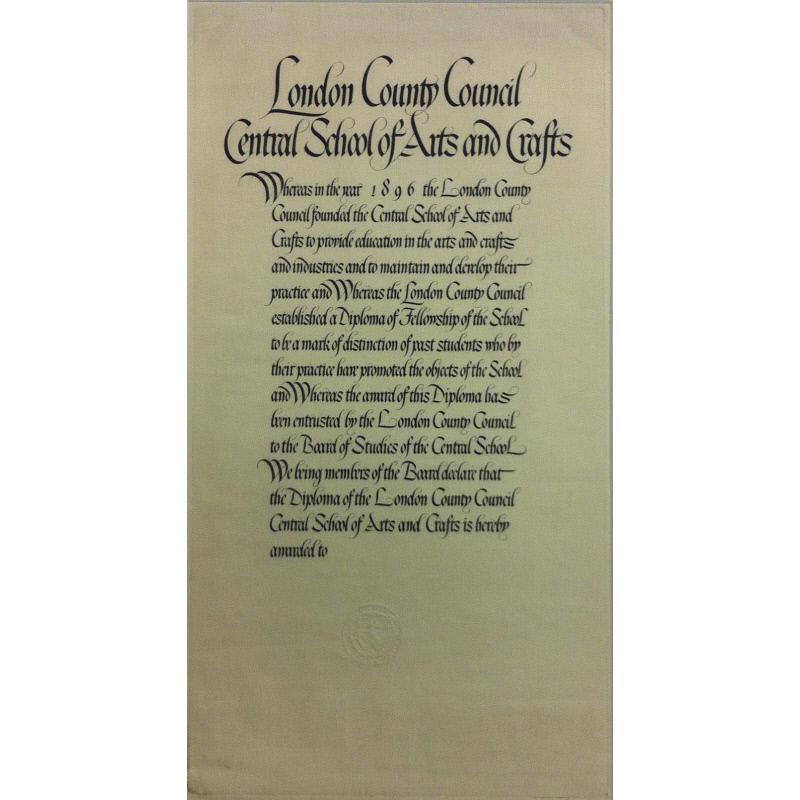 London County Council
Central School of Arts and Crafts
Whereas in the year 1896 the London County
Council founded the Central School of Arts and
Crafts to provide education in the arts and crafts
and industries and to maintain and develop their
practice and Whereas the London County Council
established a Diploma of Fellowship of the School
to be a mark of distinction of past students who by
their practice have promoted the objects of the School
and Whereas the award of this Diploma has
been entrusted by the London County Council
to the Board of Studies of the Central School
We being members of the Board declare that
the Diploma of the London County Council
Central School of Arts and Crafts is hereby
awarded to